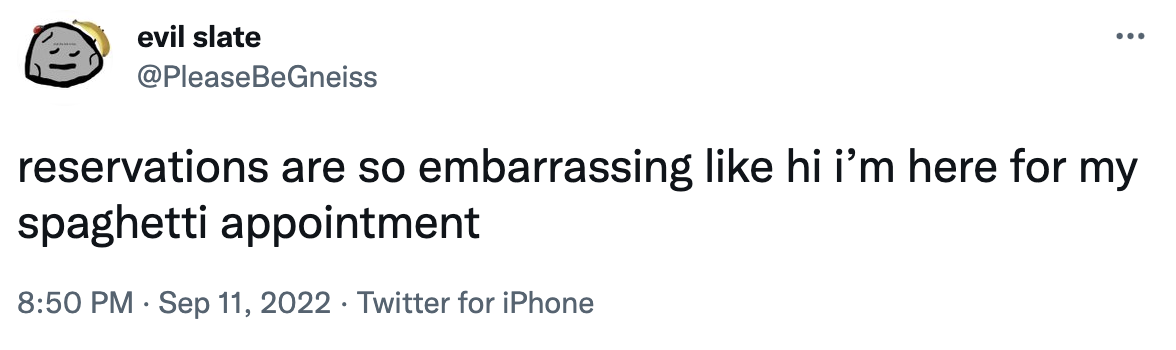 evil slate
@PleaseBeGneiss
reservations are so embarrassing like hi i’m here for my
spaghetti appointment
8:50 PM · Sep 11, 2022 · Twitter for iPhone